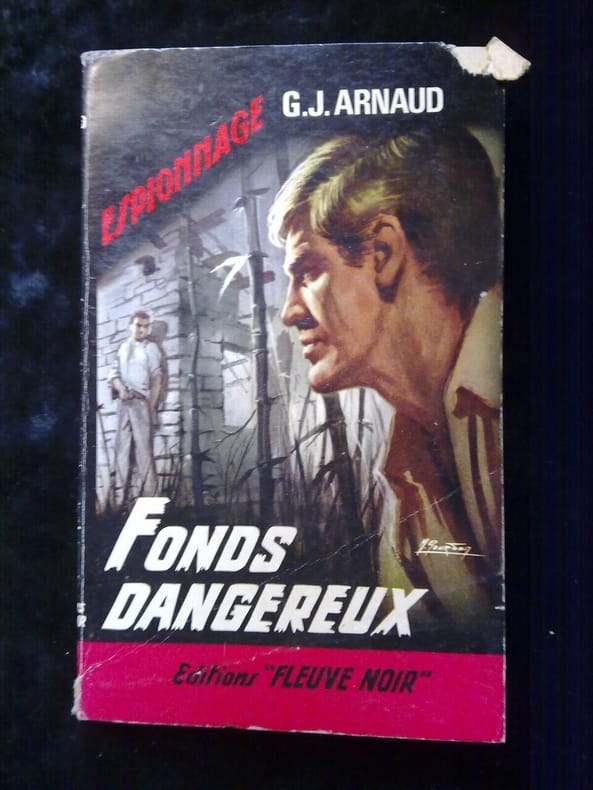 G.J. ARNAUD
ESPIONNAGE
FONDS
DANGEREUX
Editions "FLEUVE NOIR"